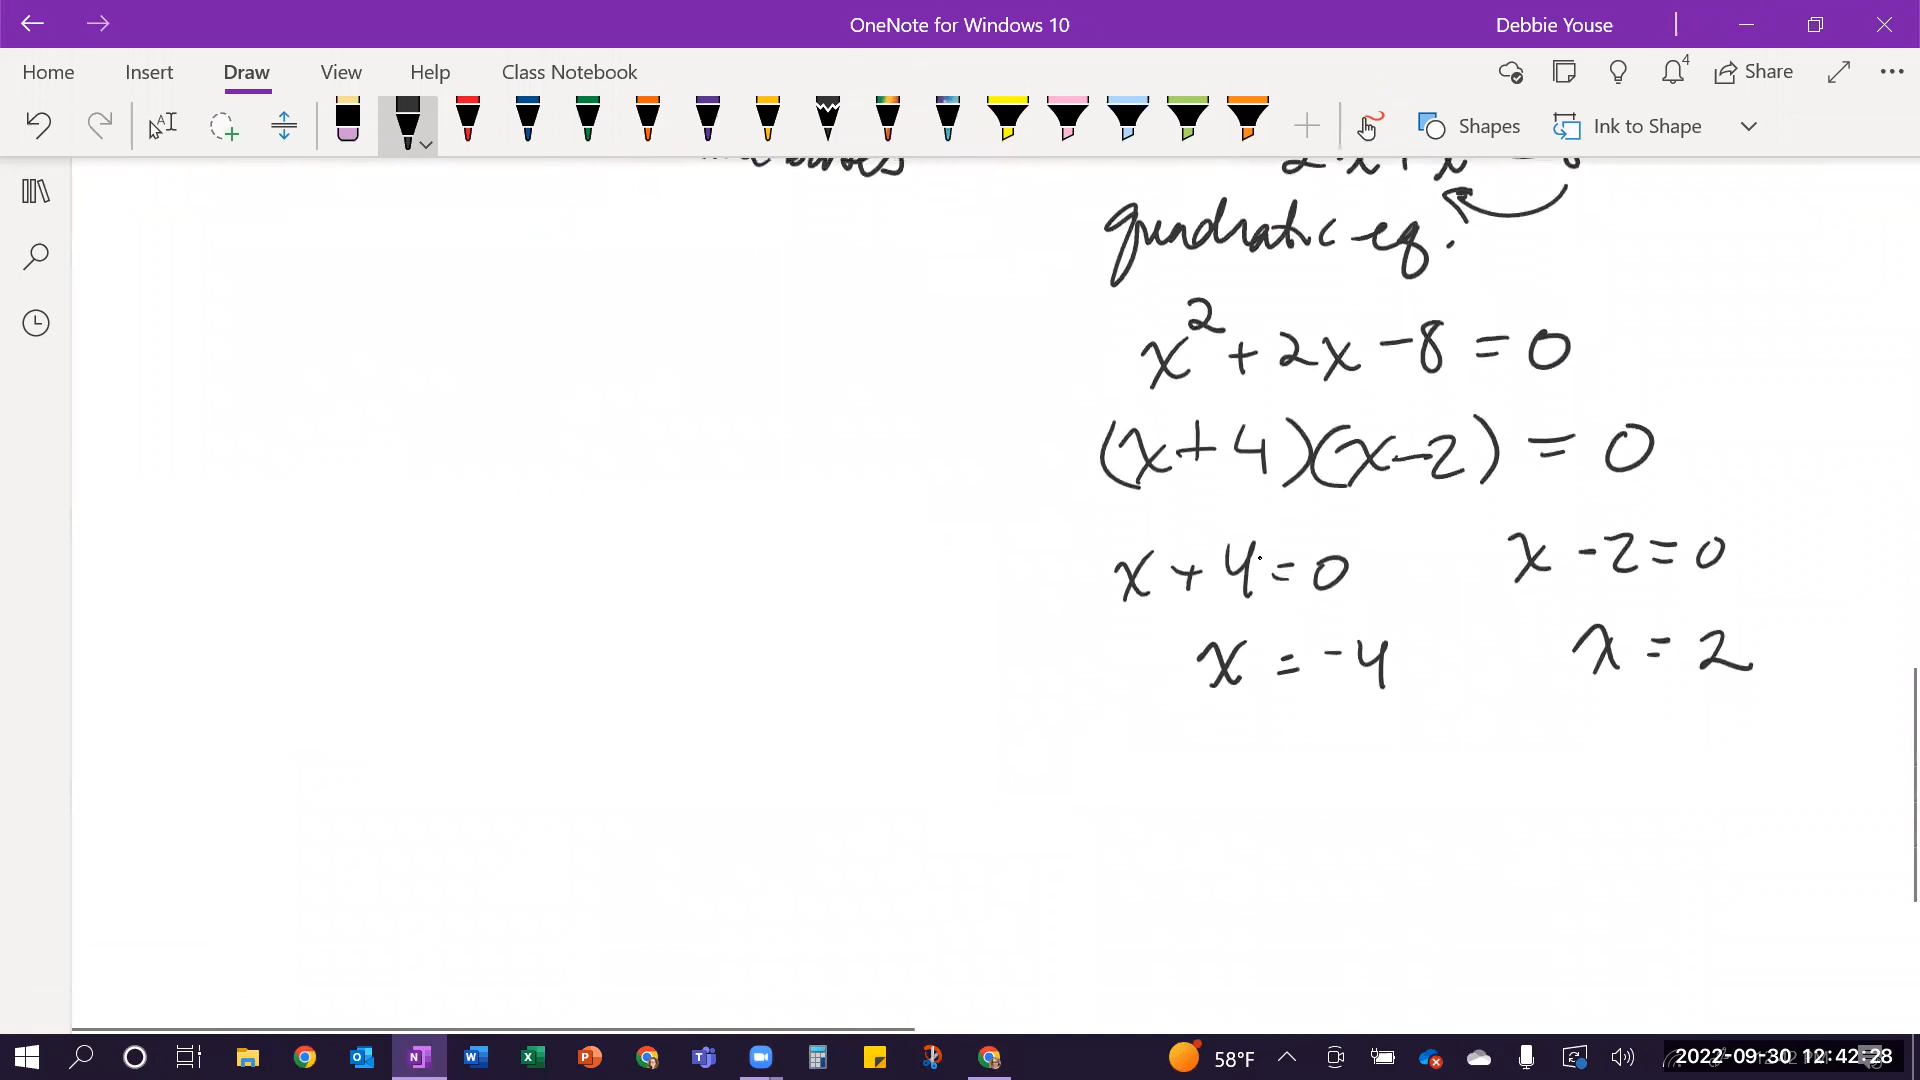 OneNote for Windows 10
Debbie Youse
Home Insert Draw View Help Class Notebook
4
Share
Shapes
Ink to Shape
quadratic eq.
x² + 2x - 8 = 0
(x + 4)(x - 2) = 0
x + 4 = 0
x - 2 = 0
x = -4
x = 2
58°F
2022-09-30 12:42:28